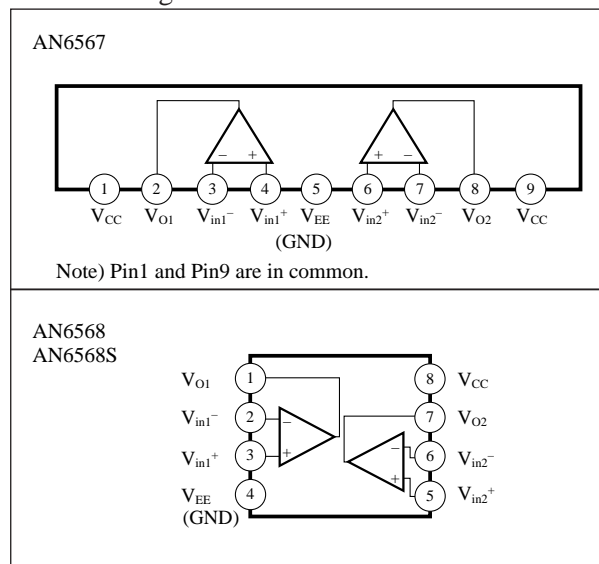 AN6567
− + + −
1 2 3 4 5 6 7 8 9
VCC VO1 Vin1− Vin1+ VEE Vin2+ Vin2− VO2 VCC
(GND)
Note) Pin1 and Pin9 are in common.
AN6568
AN6568S
VO1 1 8 VCC
Vin1− 2 − 7 VO2
Vin1+ 3 + − 6 Vin2−
VEE 4 + 5 Vin2+
(GND)